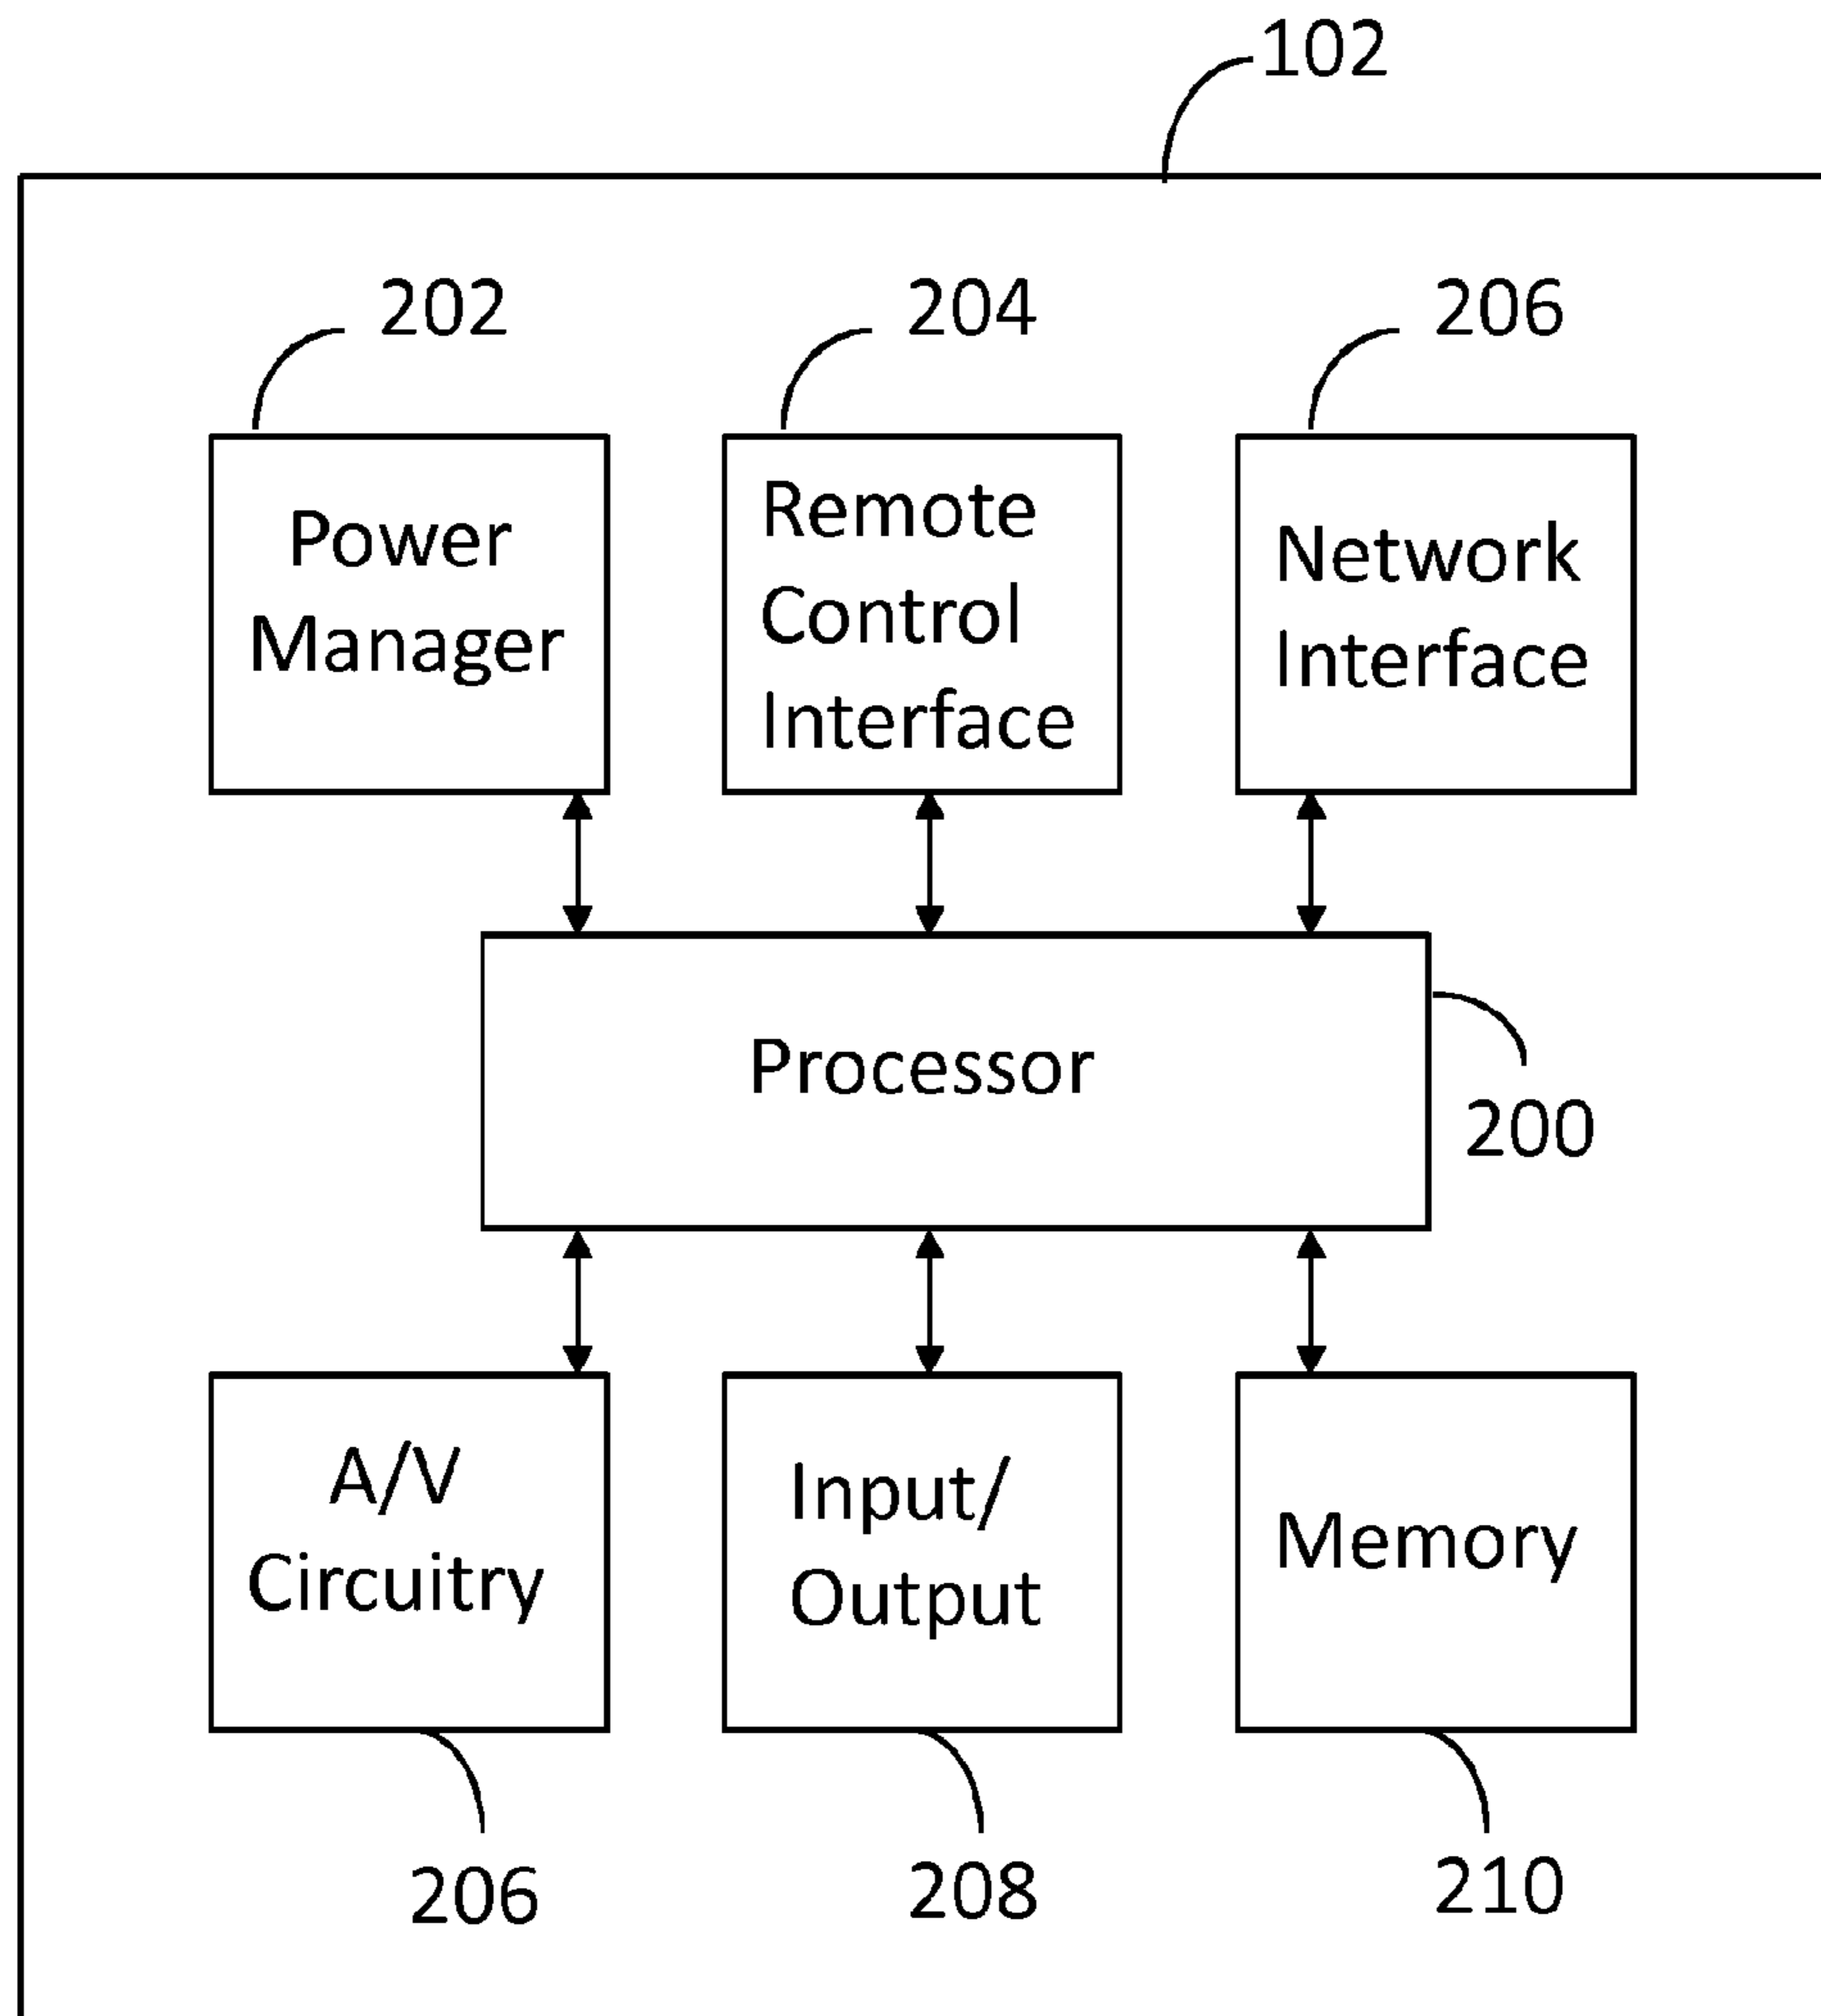 102
202
204
206
Power
Manager
Remote
Control
Interface
Network
Interface
Processor
200
A/V
Circuitry
Input/
Output
Memory
206
208
210